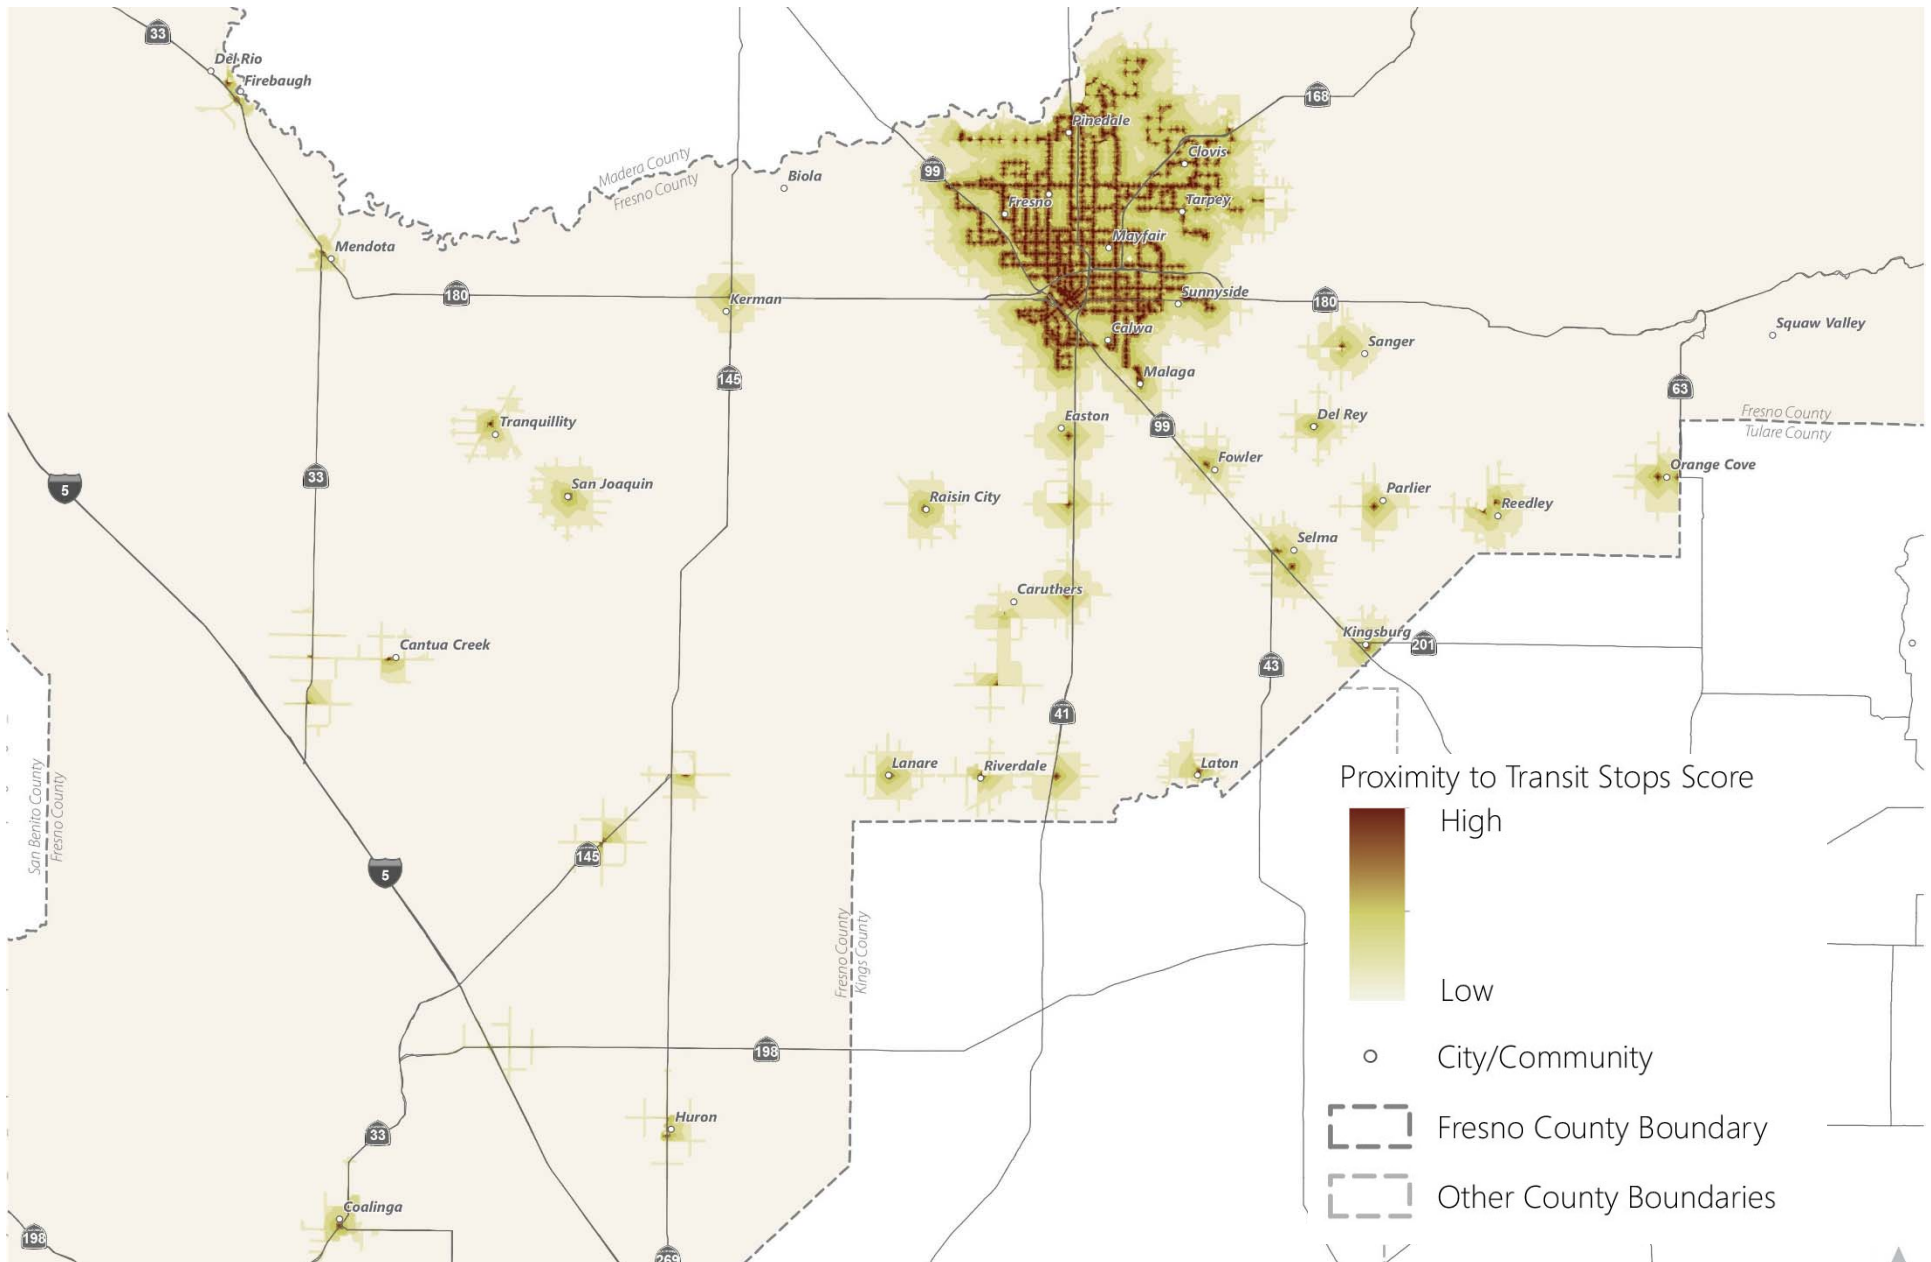 33
Del Rio
Firebaugh
168
Pinedale
Clovis
99
Madera County
Fresno County
Biola
Fresno
Tarpey
Mayfair
Mendota
180
Kerman
Sunnyside
180
Calwa
Sanger
Squaw Valley
Malaga
145
63
Tranquillity
Easton
99
Del Rey
Fresno County
Tulare County
33
5
San Joaquin
Raisin City
Fowler
Parlier
Reedley
Orange Cove
Selma
Caruthers
Cantua Creek
Kingsburg
201
43
41
San Benito County
Fresno County
Lanare
Riverdale
Laton
145
5
Fresno County
Kings County
198
33
Huron
Coalinga
198
269
Proximity to Transit Stops Score
High
Low
City/Community
Fresno County Boundary
Other County Boundaries